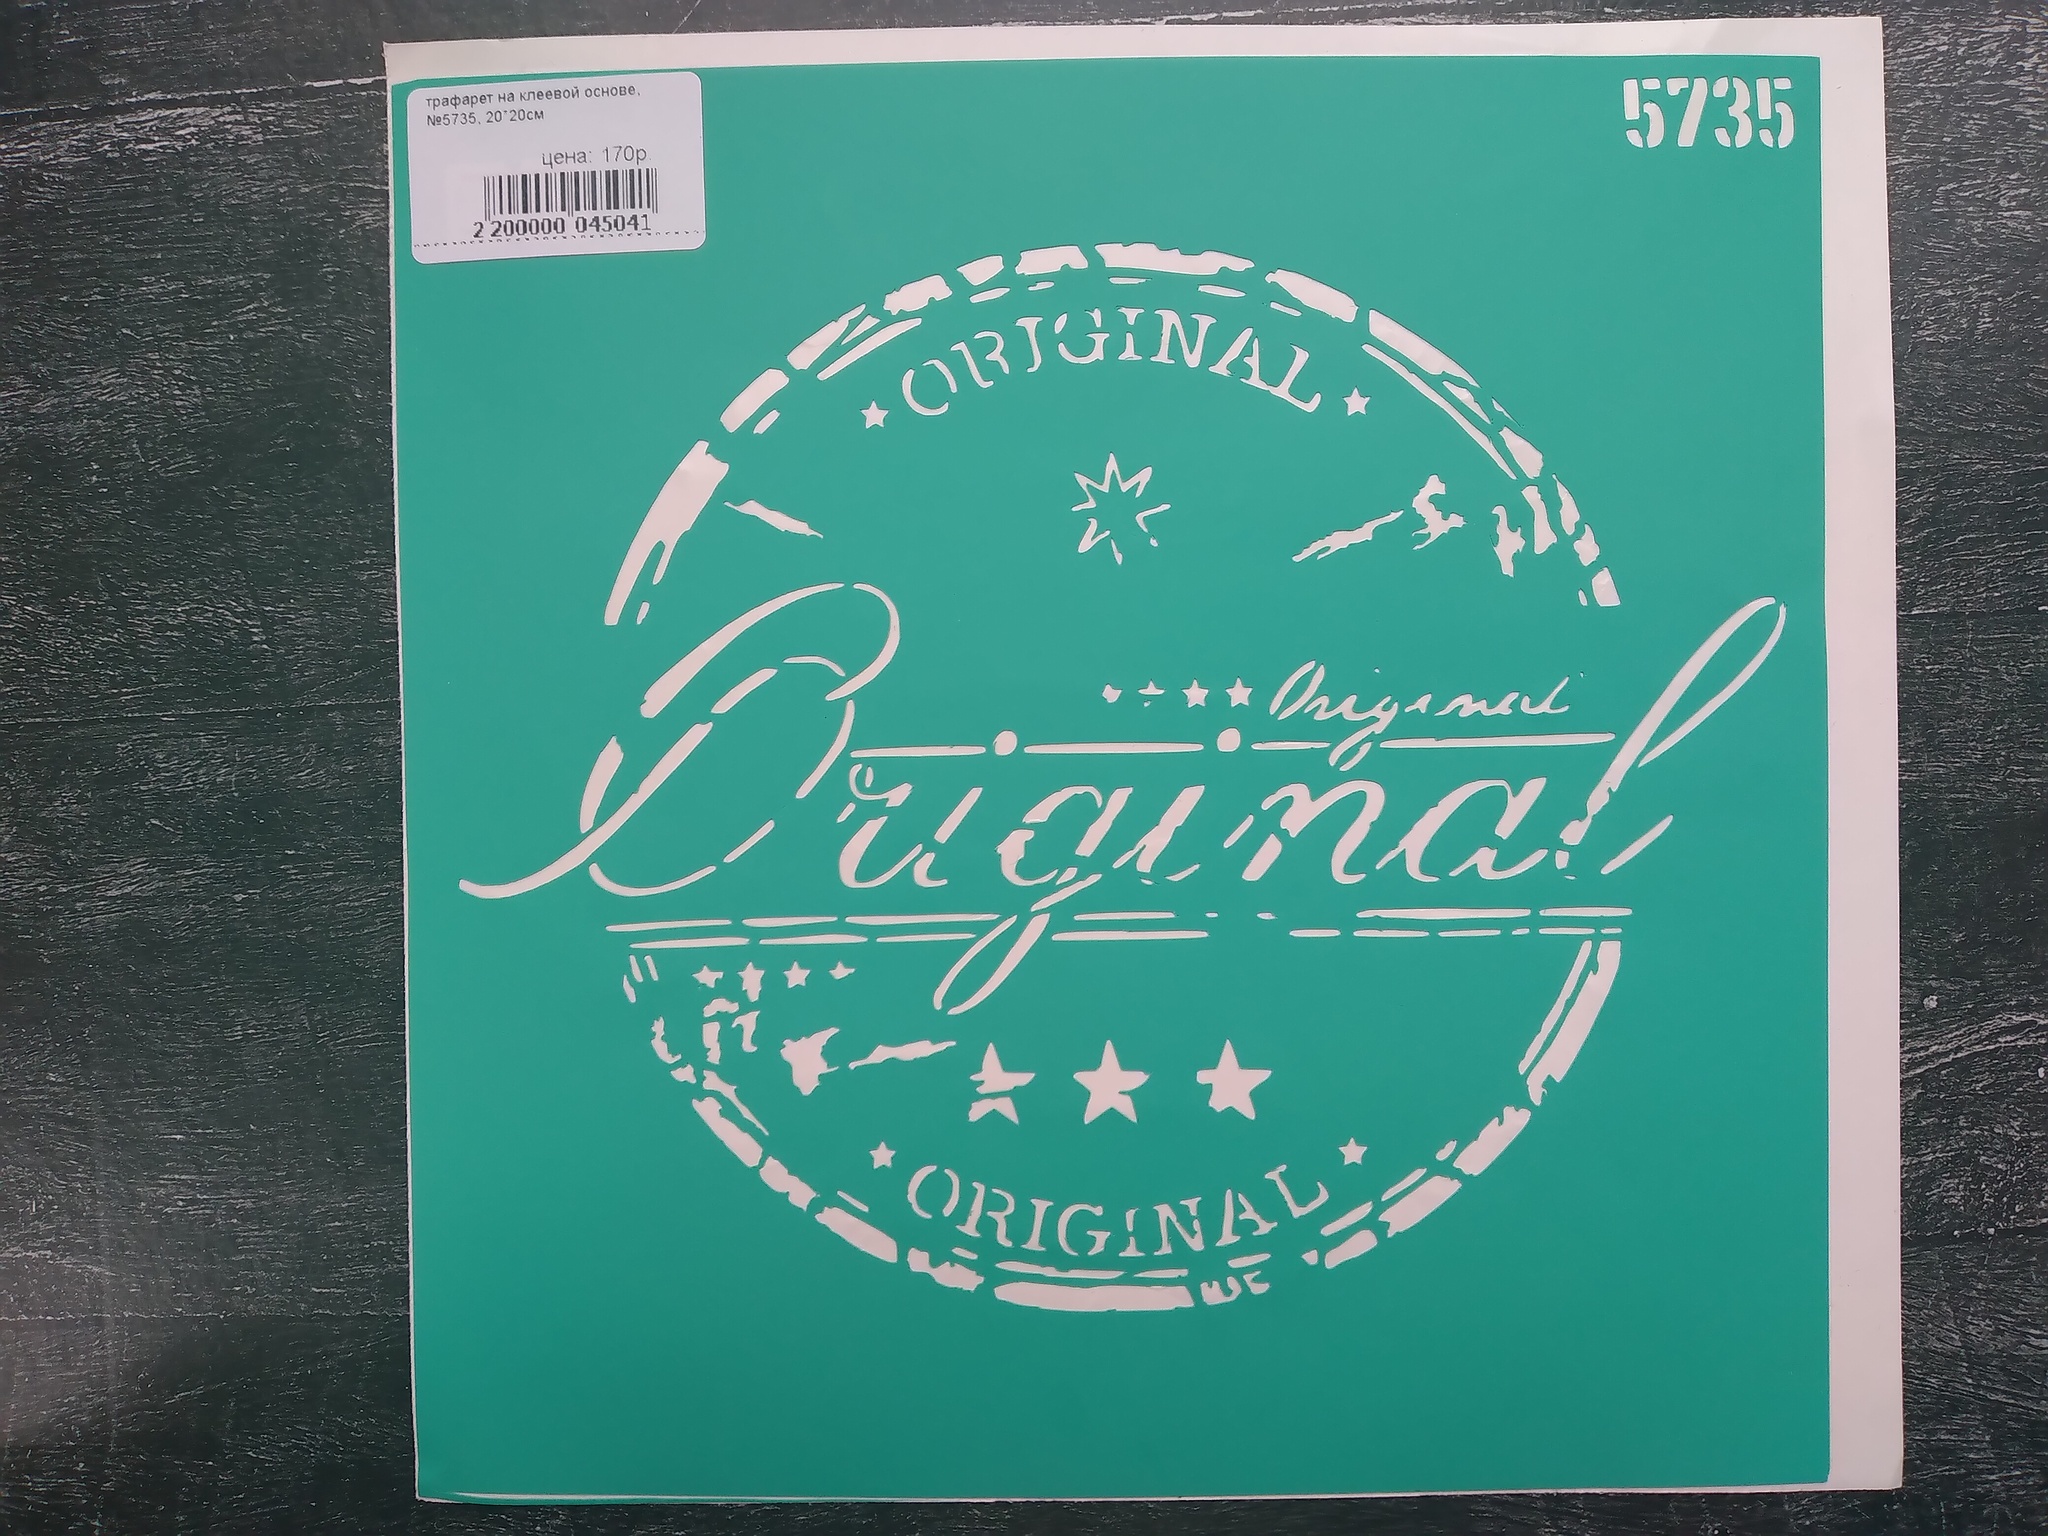 трафарет на клеевой основе,
№5735, 20*20см
цена: 170р.
2 200000 045041
5735
ORIGINAL
Original
Original
ORIGINAL